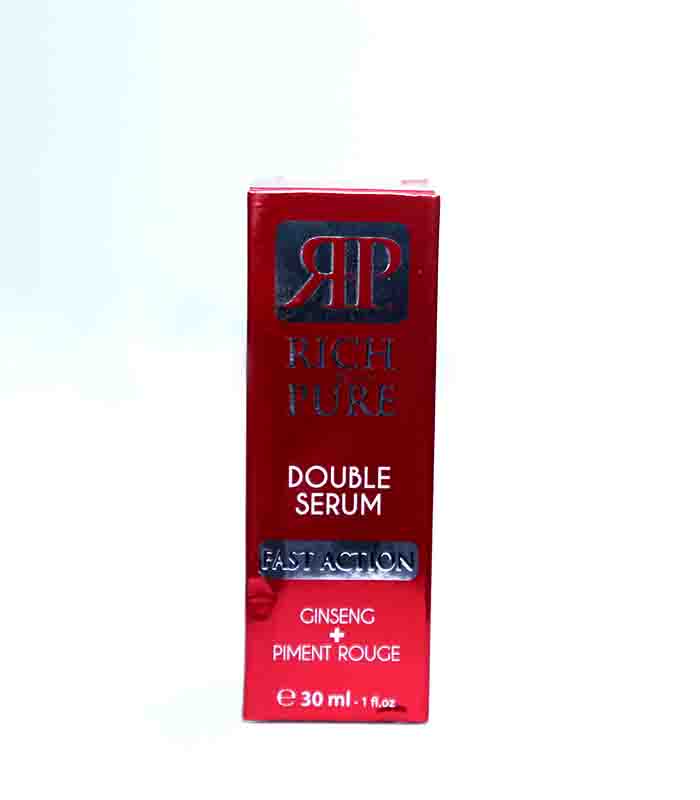 RP
RICH
PURE
DOUBLE
SERUM
FAST ACTION
GINSENG
+
PIMENT ROUGE
℮ 30 ml - 1 fl.oz